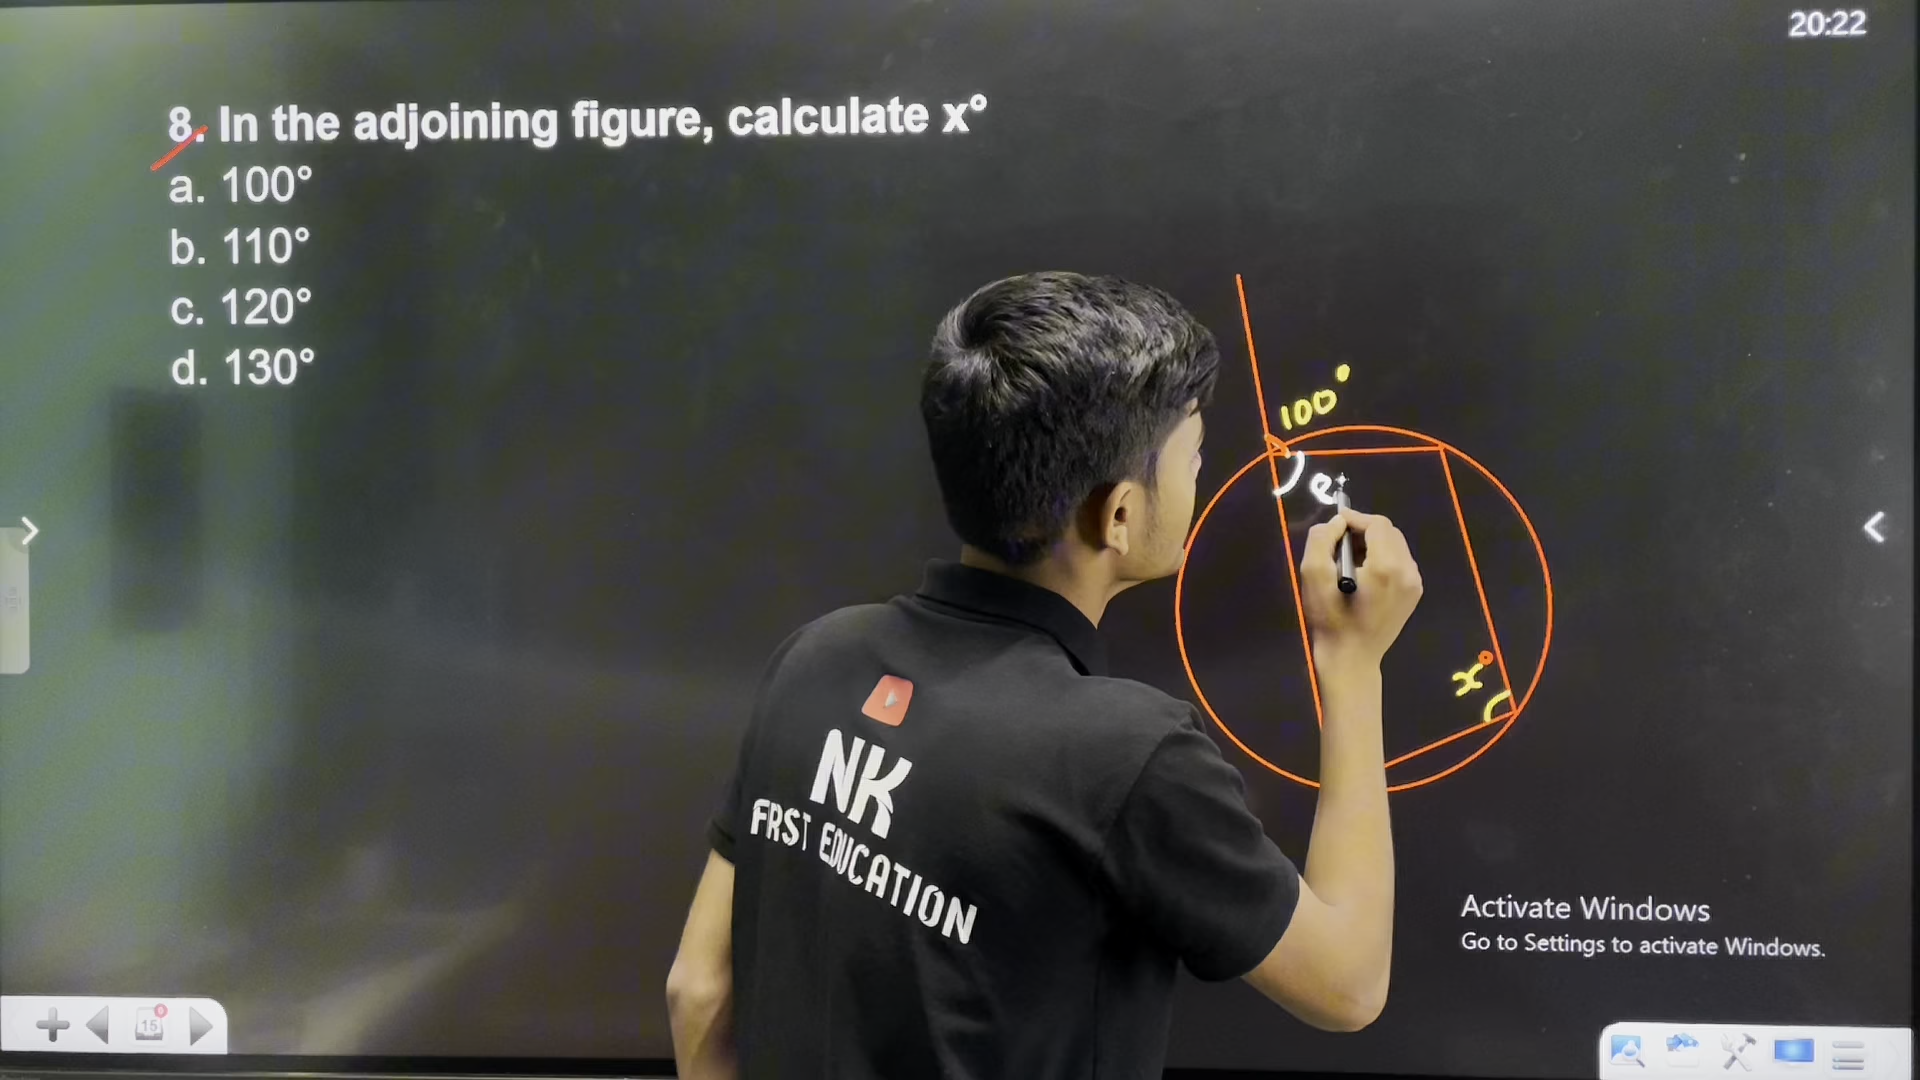 20:22
8. In the adjoining figure, calculate x°
a. 100°
b. 110°
c. 120°
d. 130°
100°
x°
NK
FIRST EDUCATION
Activate Windows
Go to Settings to activate Windows.
15